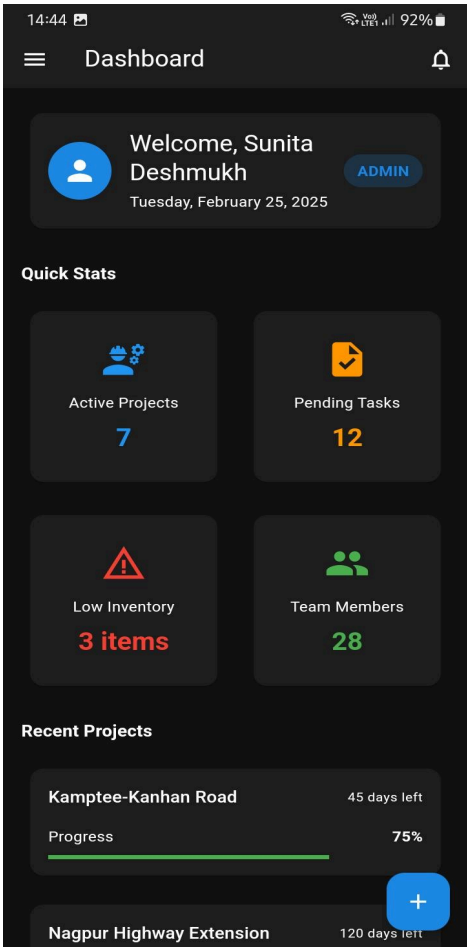 14:44 92%
Dashboard
Welcome, Sunita
Deshmukh
ADMIN
Tuesday, February 25, 2025
Quick Stats
Active Projects
7
Pending Tasks
12
Low Inventory
3 items
Team Members
28
Recent Projects
Kamptee-Kanhan Road 45 days left
Progress 75%
+
Nagpur Highway Extension 120 days left